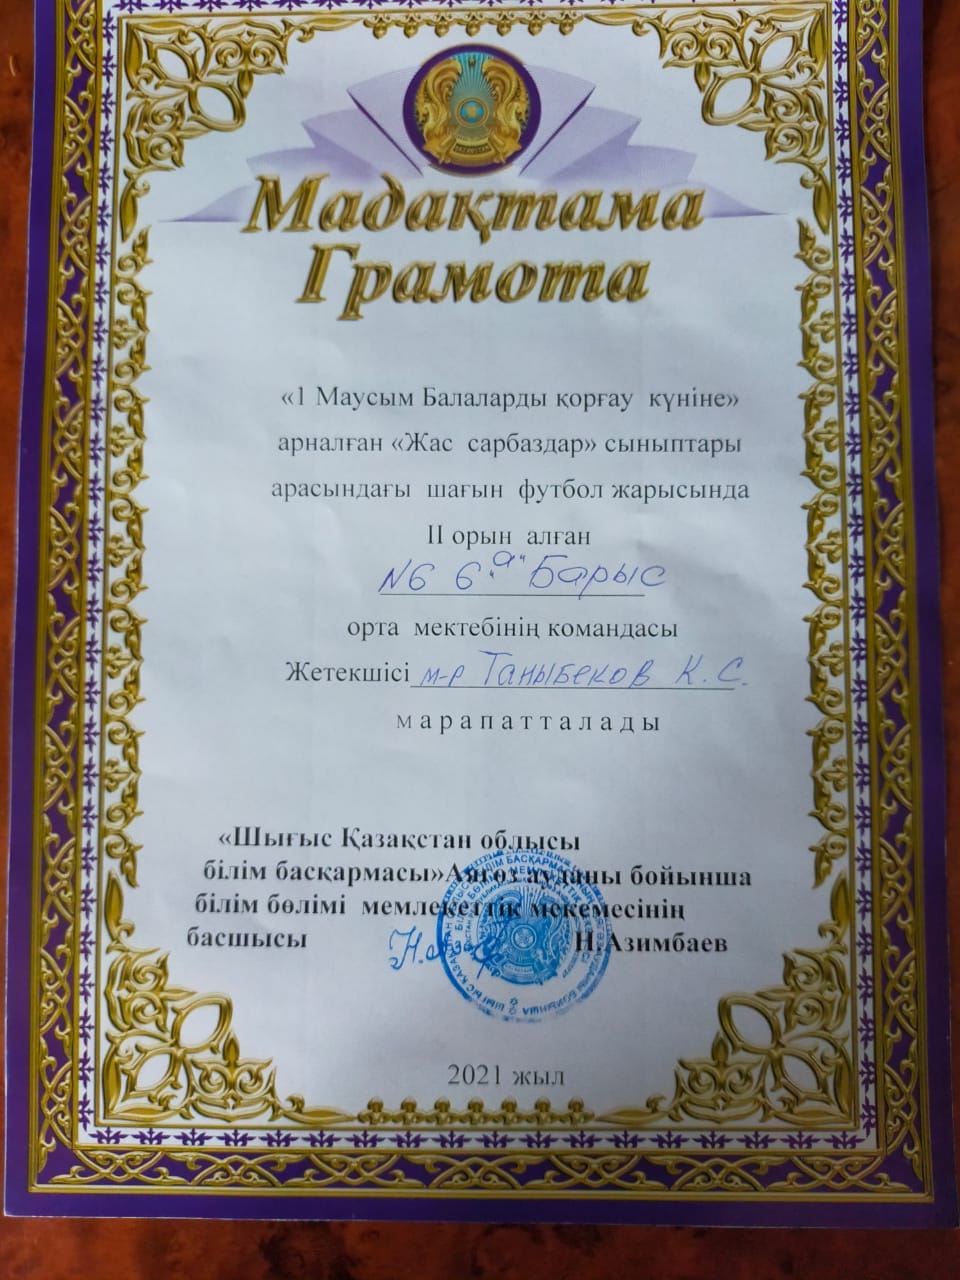 Мадақтама
Грамота
«1 Маусым Балаларды қорғау күніне»
арналған «Жас сарбаздар» сыныптары
арасындағы шағын футбол жарысында
ІІ орын алған
№6 6 "а" Барыс
орта мектебінің командасы
Жетекшісі м-р Таныбеков К. С.
марапатталады
«Шығыс Қазақстан облысы
білім басқармасы»Аягөз ауданы бойынша
білім бөлімі мемлекеттік мекемесінің
басшысы Н.Азимбаев
2021 жыл